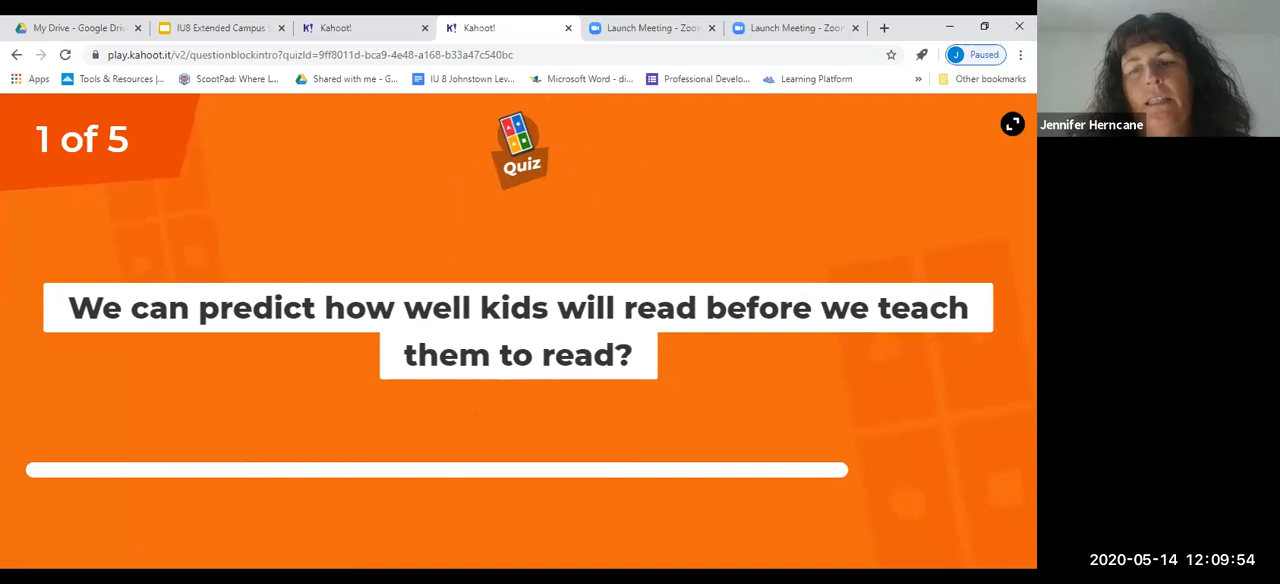 My Drive - Google Driv
IU8 Extended Campus
Kahoot!
Kahoot!
Launch Meeting - Zoo
Launch Meeting - Zoo
play.kahoot.it/v2/questionblockintro?quizId=9ff8011d-bca9-4e48-a168-b33a47c540bc
J Paused
Apps
Tools & Resources |...
ScootPad: Where L...
Shared with me - G...
IU 8 Johnstown Lev...
Microsoft Word - di...
Professional Develo...
Learning Platform
»
Other bookmarks
1 of 5
Quiz
We can predict how well kids will read before we teach
them to read?
Jennifer Herncane
2020-05-14 12:09:54